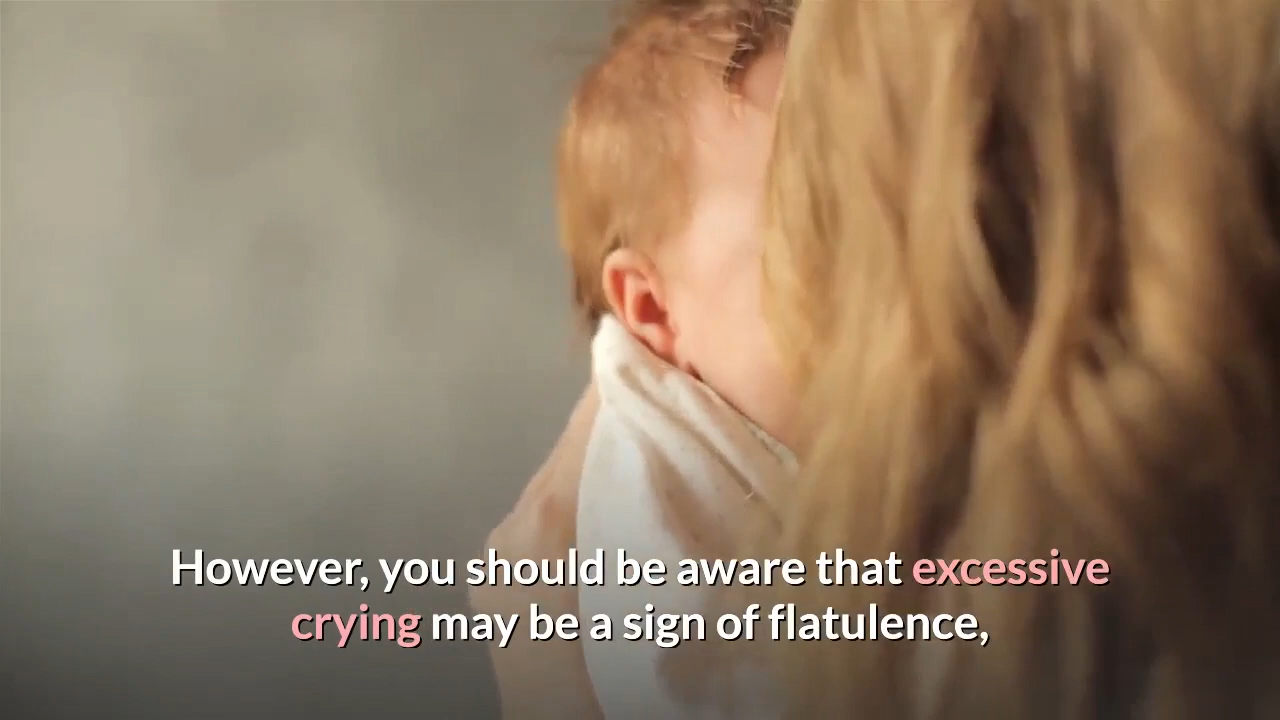 However, you should be aware that excessive
crying may be a sign of flatulence,